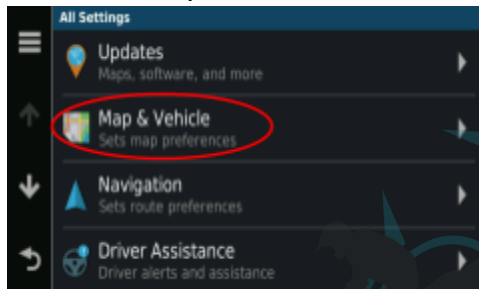 All Settings
Updates
Maps, software, and more
Map & Vehicle
Sets map preferences
Navigation
Sets route preferences
Driver Assistance
Driver alerts and assistance